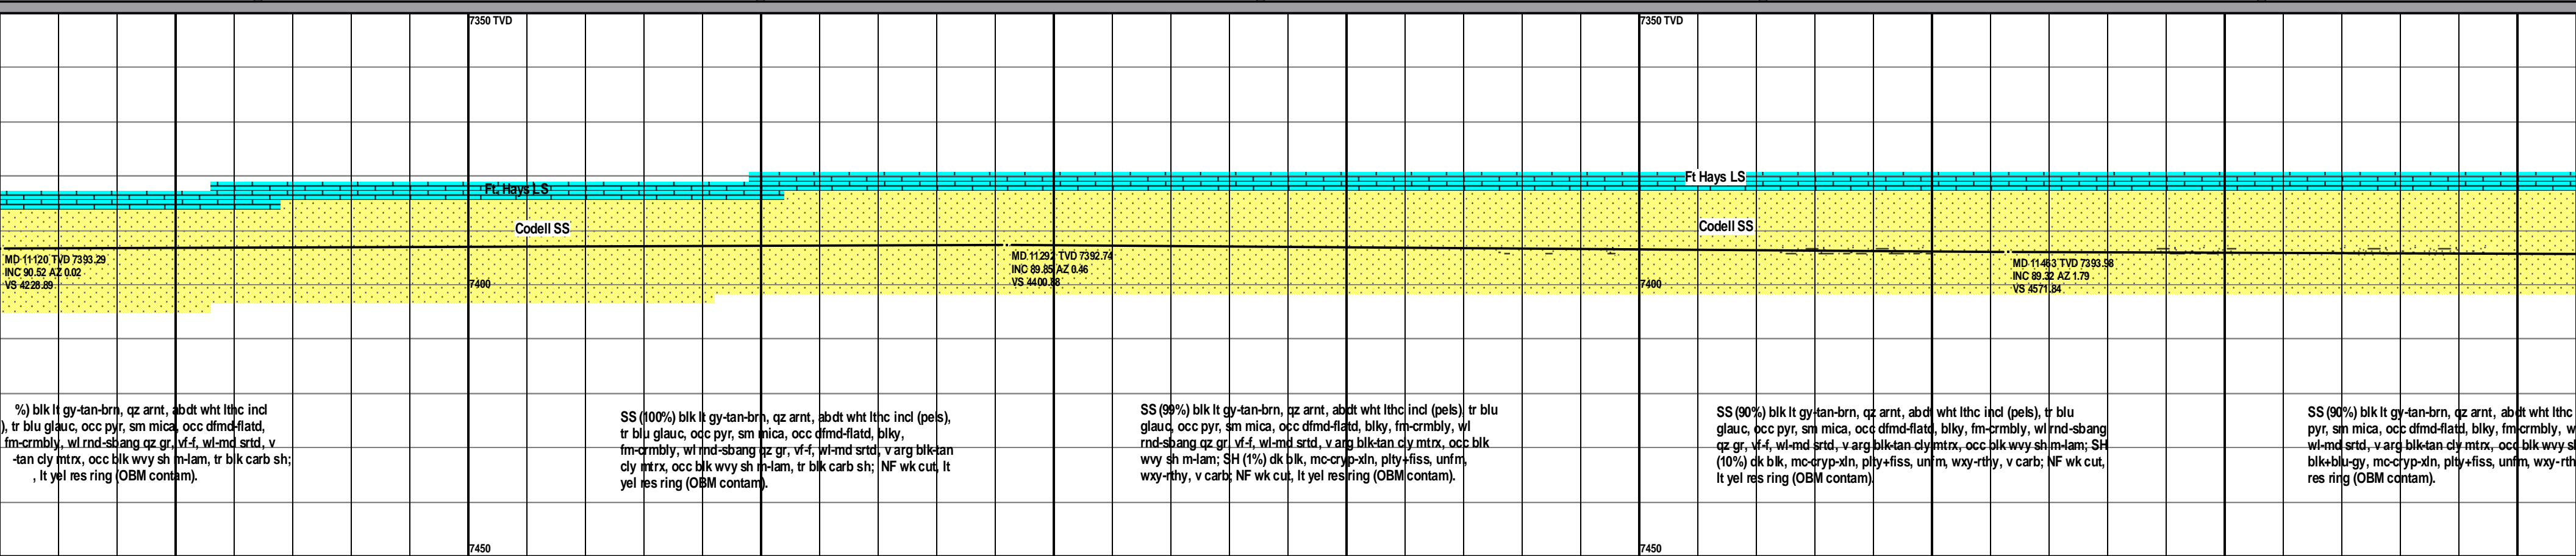 7350 TVD
7350 TVD
Ft. Hays LS
Ft Hays LS
Codell SS
Codell SS
MD 11120 TVD 7393.29
INC 90.52 AZ 0.02
VS 4228.89
MD 11292 TVD 7392.74
INC 89.85 AZ 0.46
VS 4400.88
MD 11463 TVD 7393.98
INC 89.32 AZ 1.79
VS 4571.84
7400
7400
%) blk lt gy-tan-brn, qz arnt, abdt wht lthc incl
), tr blu glauc, occ pyr, sm mica, occ dfmd-flatd,
fm-crmbly, wl rnd-sbang qz gr, vf-f, wl-md srtd, v
-tan cly mtrx, occ blk wvy sh m-lam, tr blk carb sh;
, lt yel res ring (OBM contam).
SS (100%) blk lt gy-tan-brn, qz arnt, abdt wht lthc incl (pels),
tr blu glauc, occ pyr, sm mica, occ dfmd-flatd, blky,
fm-crmbly, wl rnd-sbang qz gr, vf-f, wl-md srtd, v arg blk-tan
cly mtrx, occ blk wvy sh m-lam, tr blk carb sh; NF wk cut, lt
yel res ring (OBM contam).
SS (99%) blk lt gy-tan-brn, qz arnt, abdt wht lthc incl (pels), tr blu
glauc, occ pyr, sm mica, occ dfmd-flatd, blky, fm-crmbly, wl
rnd-sbang qz gr, vf-f, wl-md srtd, v arg blk-tan cly mtrx, occ blk
wvy sh m-lam; SH (1%) dk blk, mc-cryp-xln, plty+fiss, unfm,
wxy-rthy, v carb; NF wk cut, lt yel res ring (OBM contam).
SS (90%) blk lt gy-tan-brn, qz arnt, abdt wht lthc incl (pels), tr blu
glauc, occ pyr, sm mica, occ dfmd-flatd, blky, fm-crmbly, wl rnd-sbang
qz gr, vf-f, wl-md srtd, v arg blk-tan cly mtrx, occ blk wvy sh m-lam; SH
(10%) dk blk, mc-cryp-xln, plty+fiss, unfm, wxy-rthy, v carb; NF wk cut,
lt yel res ring (OBM contam).
SS (90%) blk lt gy-tan-brn, qz arnt, abdt wht lthc
pyr, sm mica, occ dfmd-flatd, blky, fm-crmbly, w
wl-md srtd, v arg blk-tan cly mtrx, occ blk wvy s
blk+blu-gy, mc-cryp-xln, plty+fiss, unfm, wxy-rth
res ring (OBM contam).
7450
7450